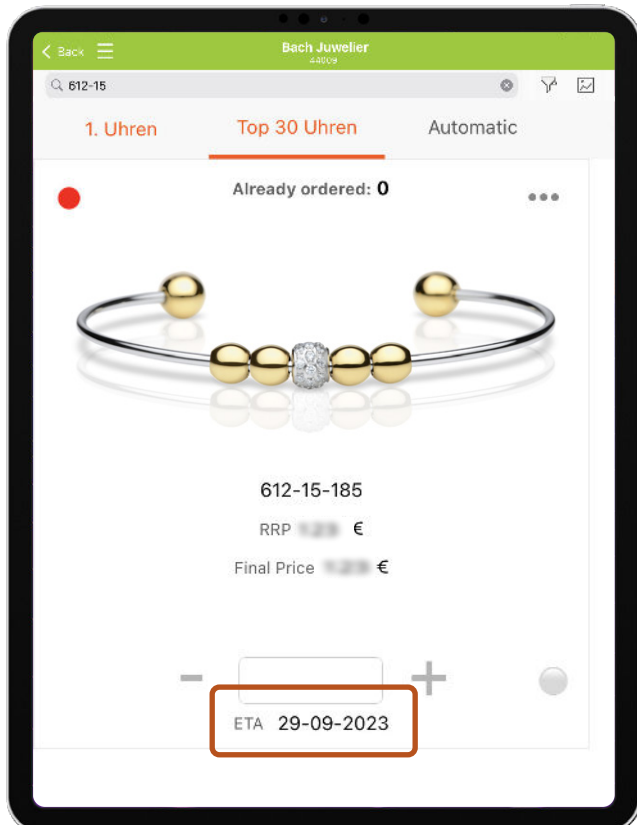 Back
Bach Juwelier
44009
612-15
1. Uhren
Top 30 Uhren
Automatic
Already ordered: 0
612-15-185
RRP €
Final Price €
ETA 29-09-2023